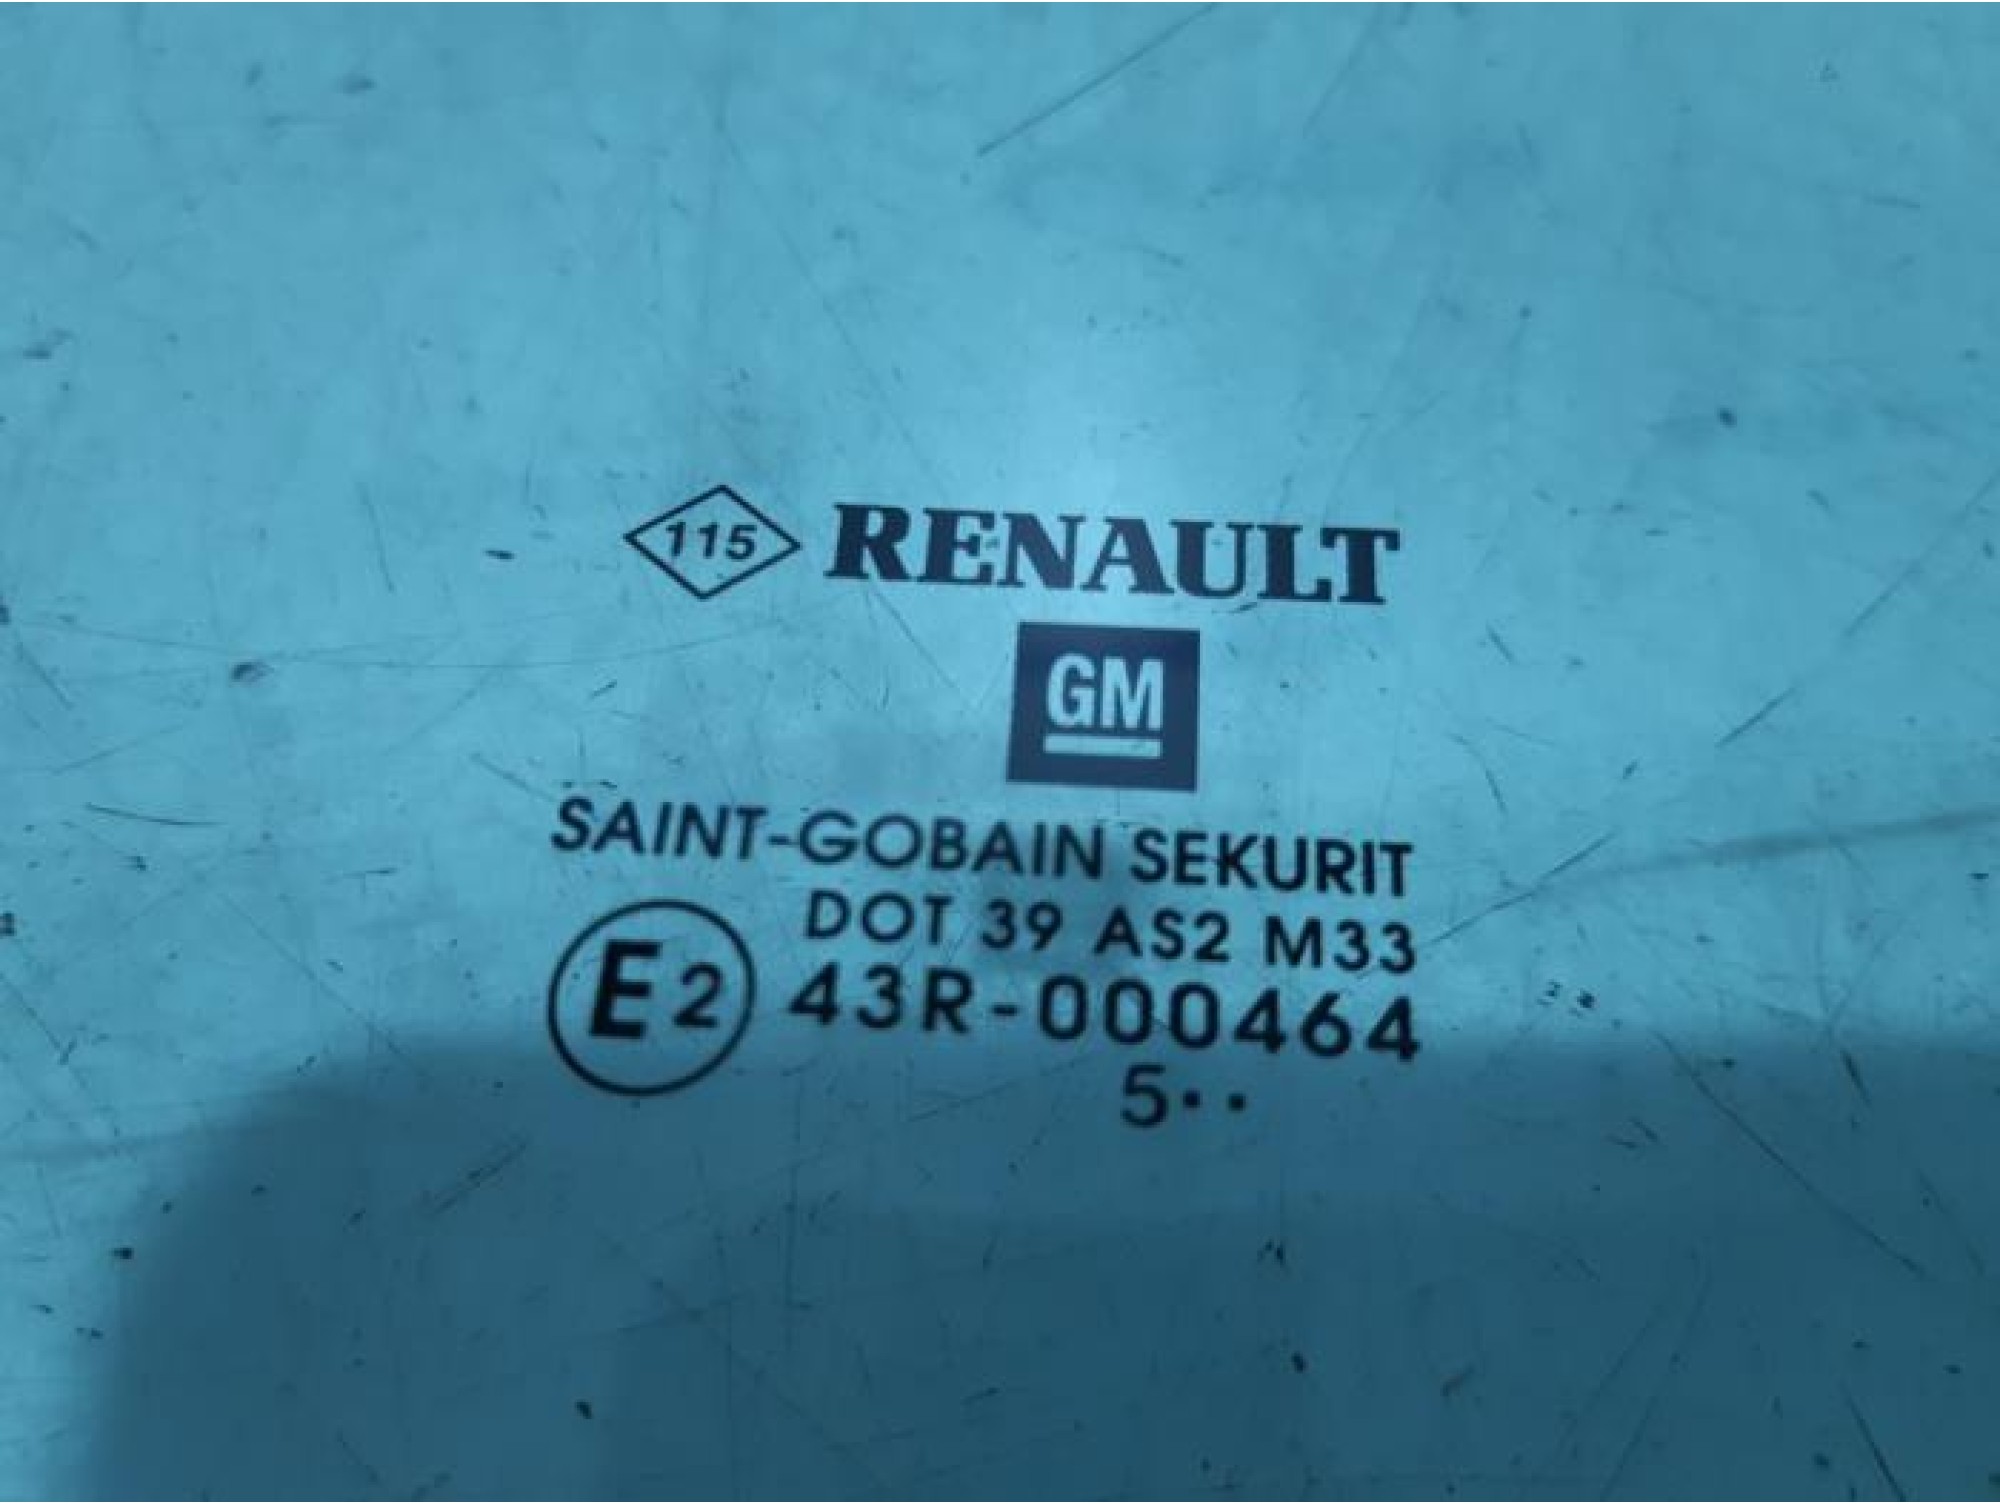 115 RENAULT
GM
SAINT-GOBAIN SEKURIT
DOT 39 AS2 M33
E2 43R-000464
5··